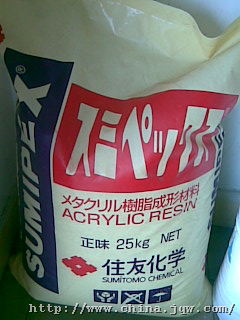 SUMIPEX®
スミペックス®
メタクリル樹脂成形材料
ACRYLIC RESIN
正味 25kg NET
住友化学
SUMITOMO CHEMICAL
http://www.china.jqw.com/